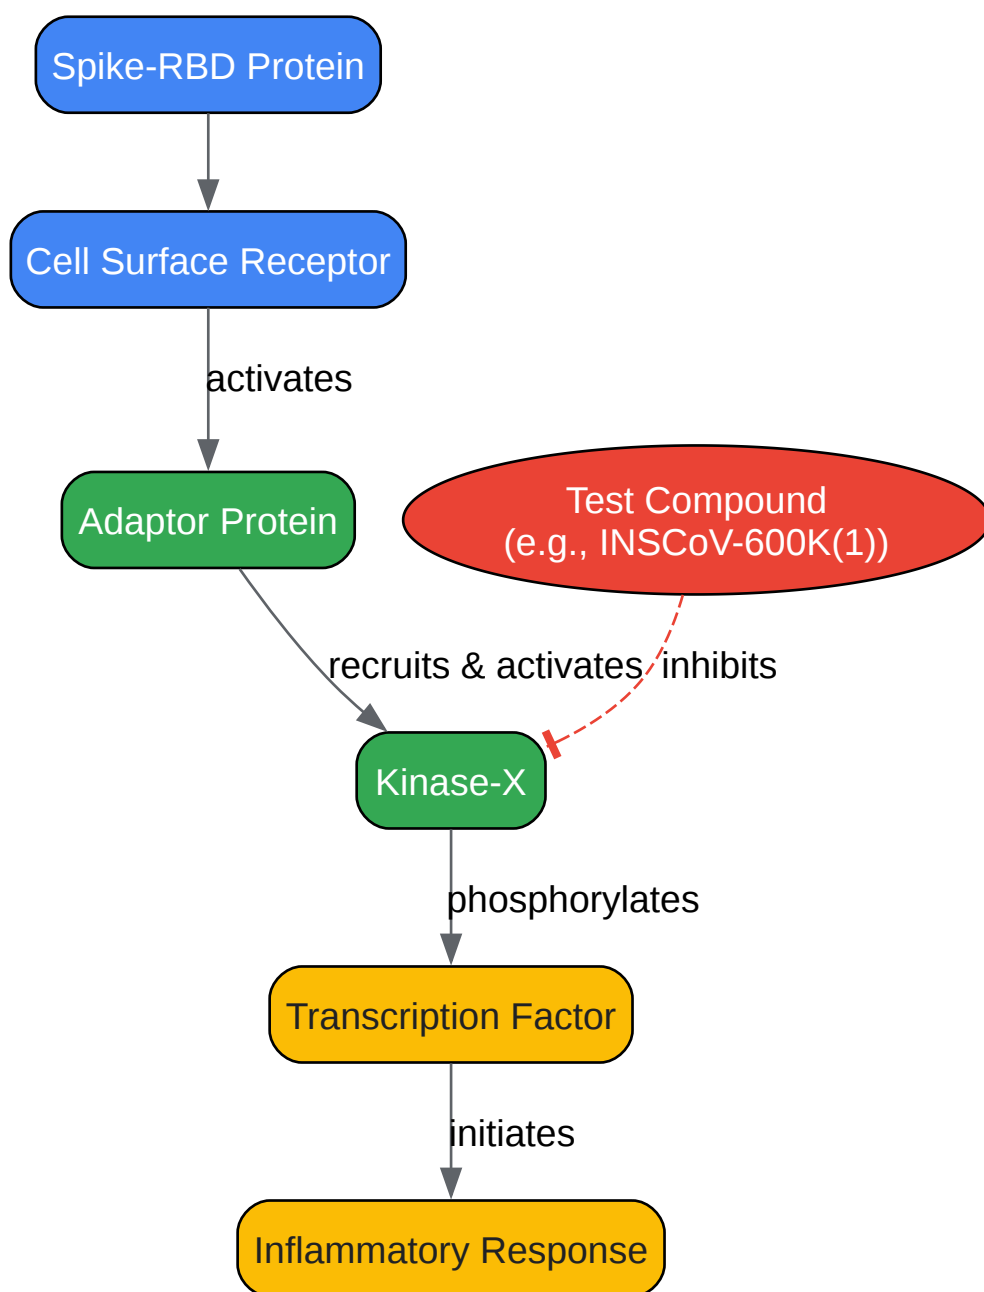 Spike-RBD Protein
Cell Surface Receptor
activates
Adaptor Protein
Test Compound
(e.g., INSCoV-600K(1))
recruits & activates
inhibits
Kinase-X
phosphorylates
Transcription Factor
initiates
Inflammatory Response